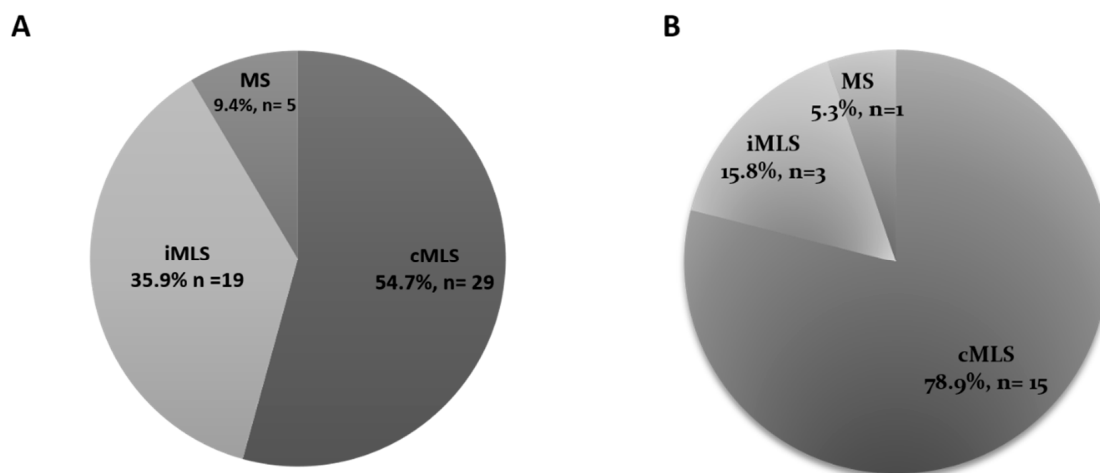 A
MS
9.4%, n= 5
iMLS
35.9% n =19
cMLS
54.7%, n= 29
B
MS
5.3%, n=1
iMLS
15.8%, n=3
cMLS
78.9%, n= 15